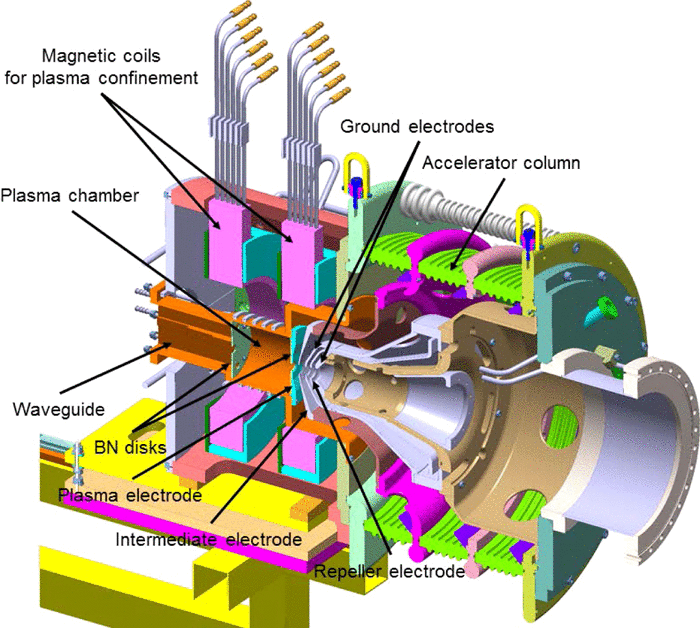 Magnetic coils
for plasma confinement
Ground electrodes
Accelerator column
Plasma chamber
Waveguide
BN disks
Plasma electrode
Intermediate electrode
Repeller electrode